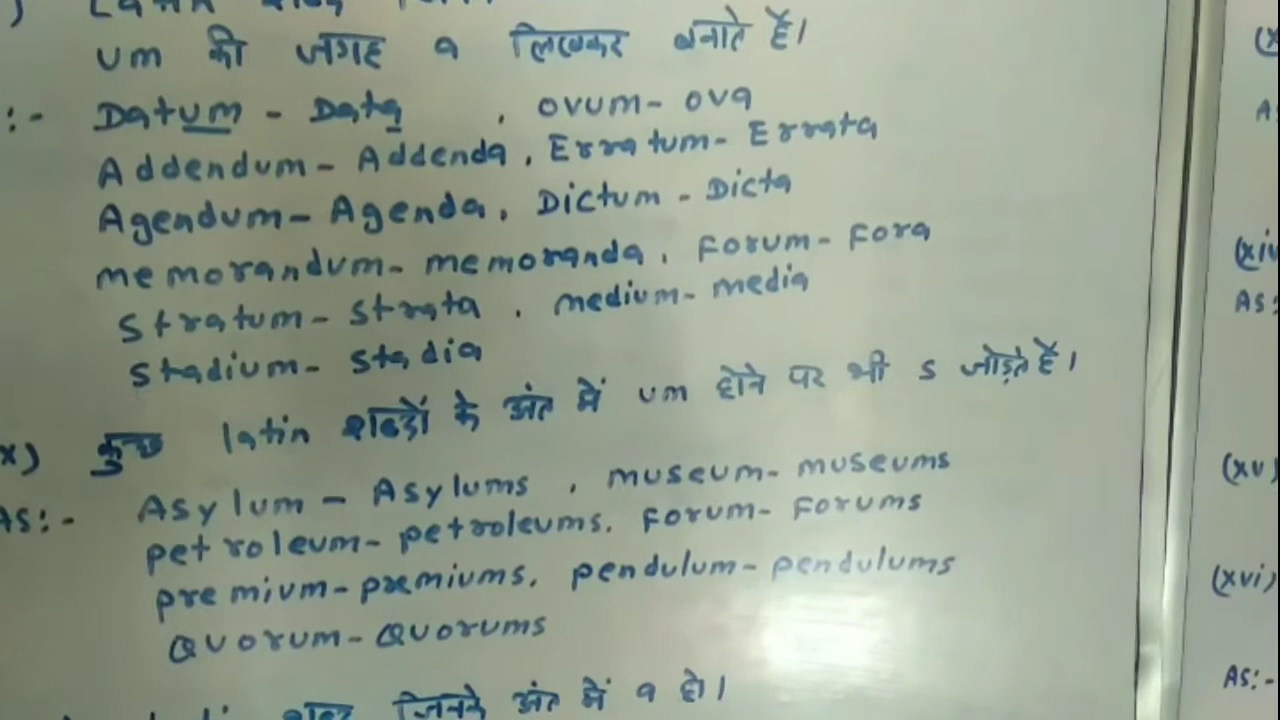 ) Latin शब्द
um की जगह a लिखकर बनाते हैं।
:- Datum - Data , ovum- ova
Addendum- Addenda, Erratum- Errata
Agendum- Agenda, Dictum - Dicta
memorandum- memoranda, Forum- Fora
Stratum- Strata , medium- media
Stadium- Stadia
x) कुछ latin शब्दों के अंत में um होने पर भी s जोड़ते हैं।
As:- Asylum - Asylums , museum- museums
petroleum- petroleums, Forum- Forums
premium-premiums, pendulum- pendulums
Quorum- Quorums
शब्द जिनके अंत में a हो।
(x
A
(xiv
As:
(xv)
(xvi)
As:-